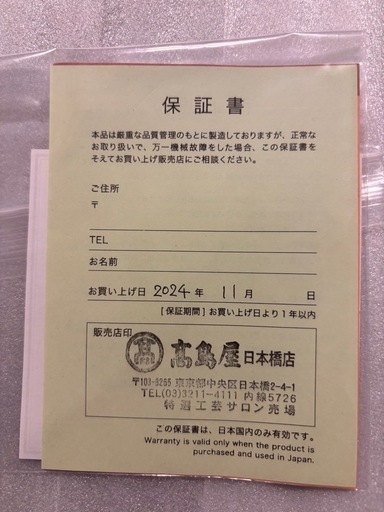 保証書
本品は厳重な品質管理のもとに製造しておりますが、正常な
お取り扱いで、万一機械故障をした場合、この保証書を
そえてお買い上げ販売店にご相談ください。
ご住所
〒
TEL
お名前
お買い上げ日 2024 年 11 月 日
[保証期間] お買い上げ日より1年以内
販売店印
髙 髙島屋 日本橋店
〒103-8265 東京都中央区日本橋2-4-1
TEL(03)3211-4111 内線5726
特選工芸サロン売場
この保証書は、日本国内のみ有効です。
Warranty is valid only when the product is
purchased and used in Japan.